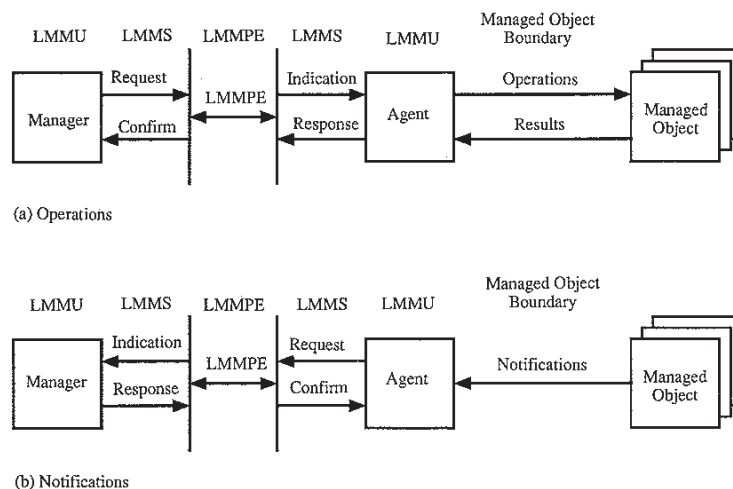 Managed Object
LMMU LMMS LMMPE LMMS LMMU Boundary
Request Indication Operations
Manager LMMPE Agent Managed
Object
Confirm Response Results
(a) Operations
Managed Object
LMMU LMMS LMMPE LMMS LMMU Boundary
Indication Request
Manager LMMPE Agent Notifications Managed
Object
Response Confirm
(b) Notifications